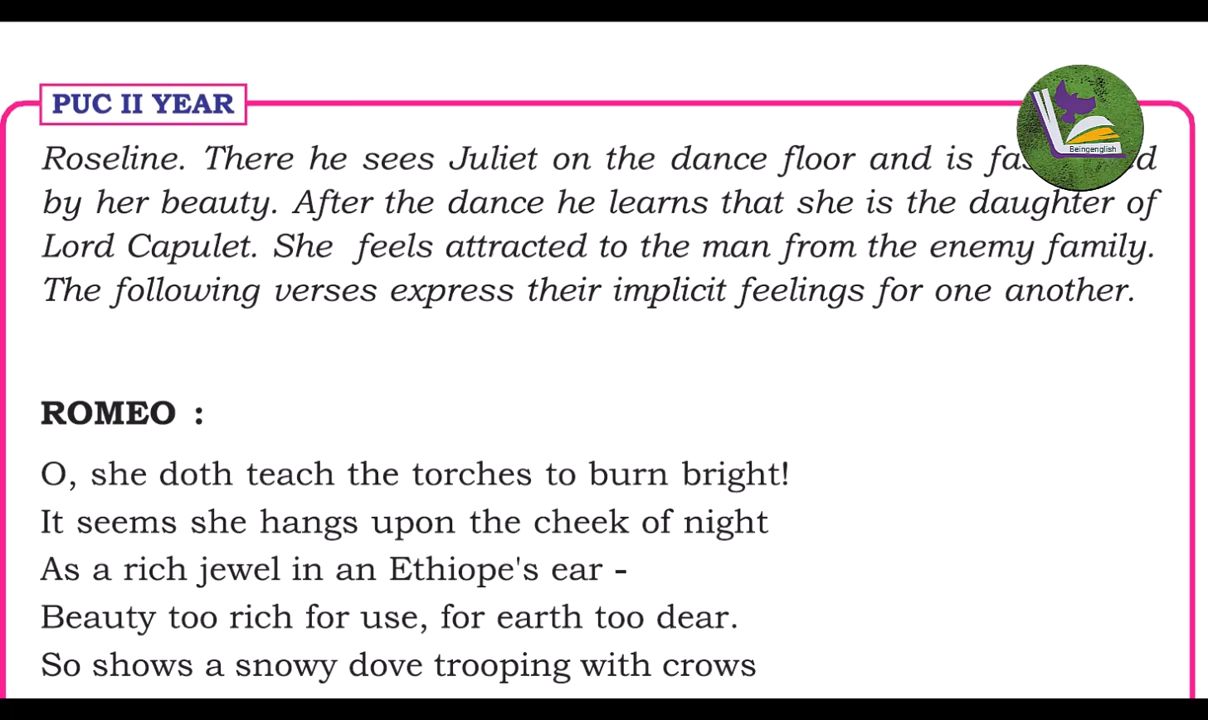 PUC II YEAR
Beingenglish
Roseline. There he sees Juliet on the dance floor and is
by her beauty. After the dance he learns that she is the daughter of
Lord Capulet. She feels attracted to the man from the enemy family.
The following verses express their implicit feelings for one another.
ROMEO :
O, she doth teach the torches to burn bright!
It seems she hangs upon the cheek of night
As a rich jewel in an Ethiope's ear -
Beauty too rich for use, for earth too dear.
So shows a snowy dove trooping with crows